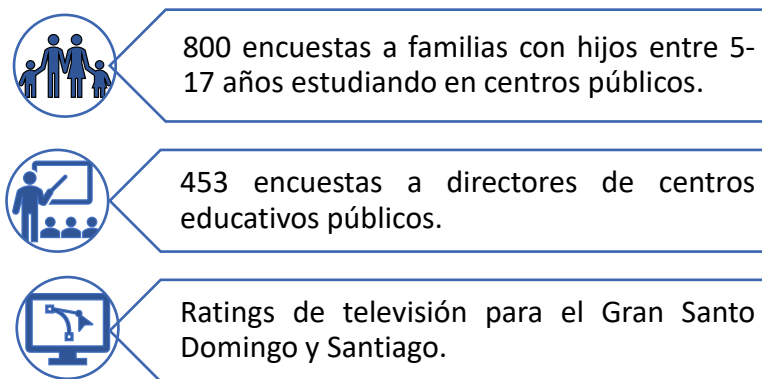 800 encuestas a familias con hijos entre 5-
17 años estudiando en centros públicos.
453 encuestas a directores de centros
educativos públicos.
Ratings de televisión para el Gran Santo
Domingo y Santiago.